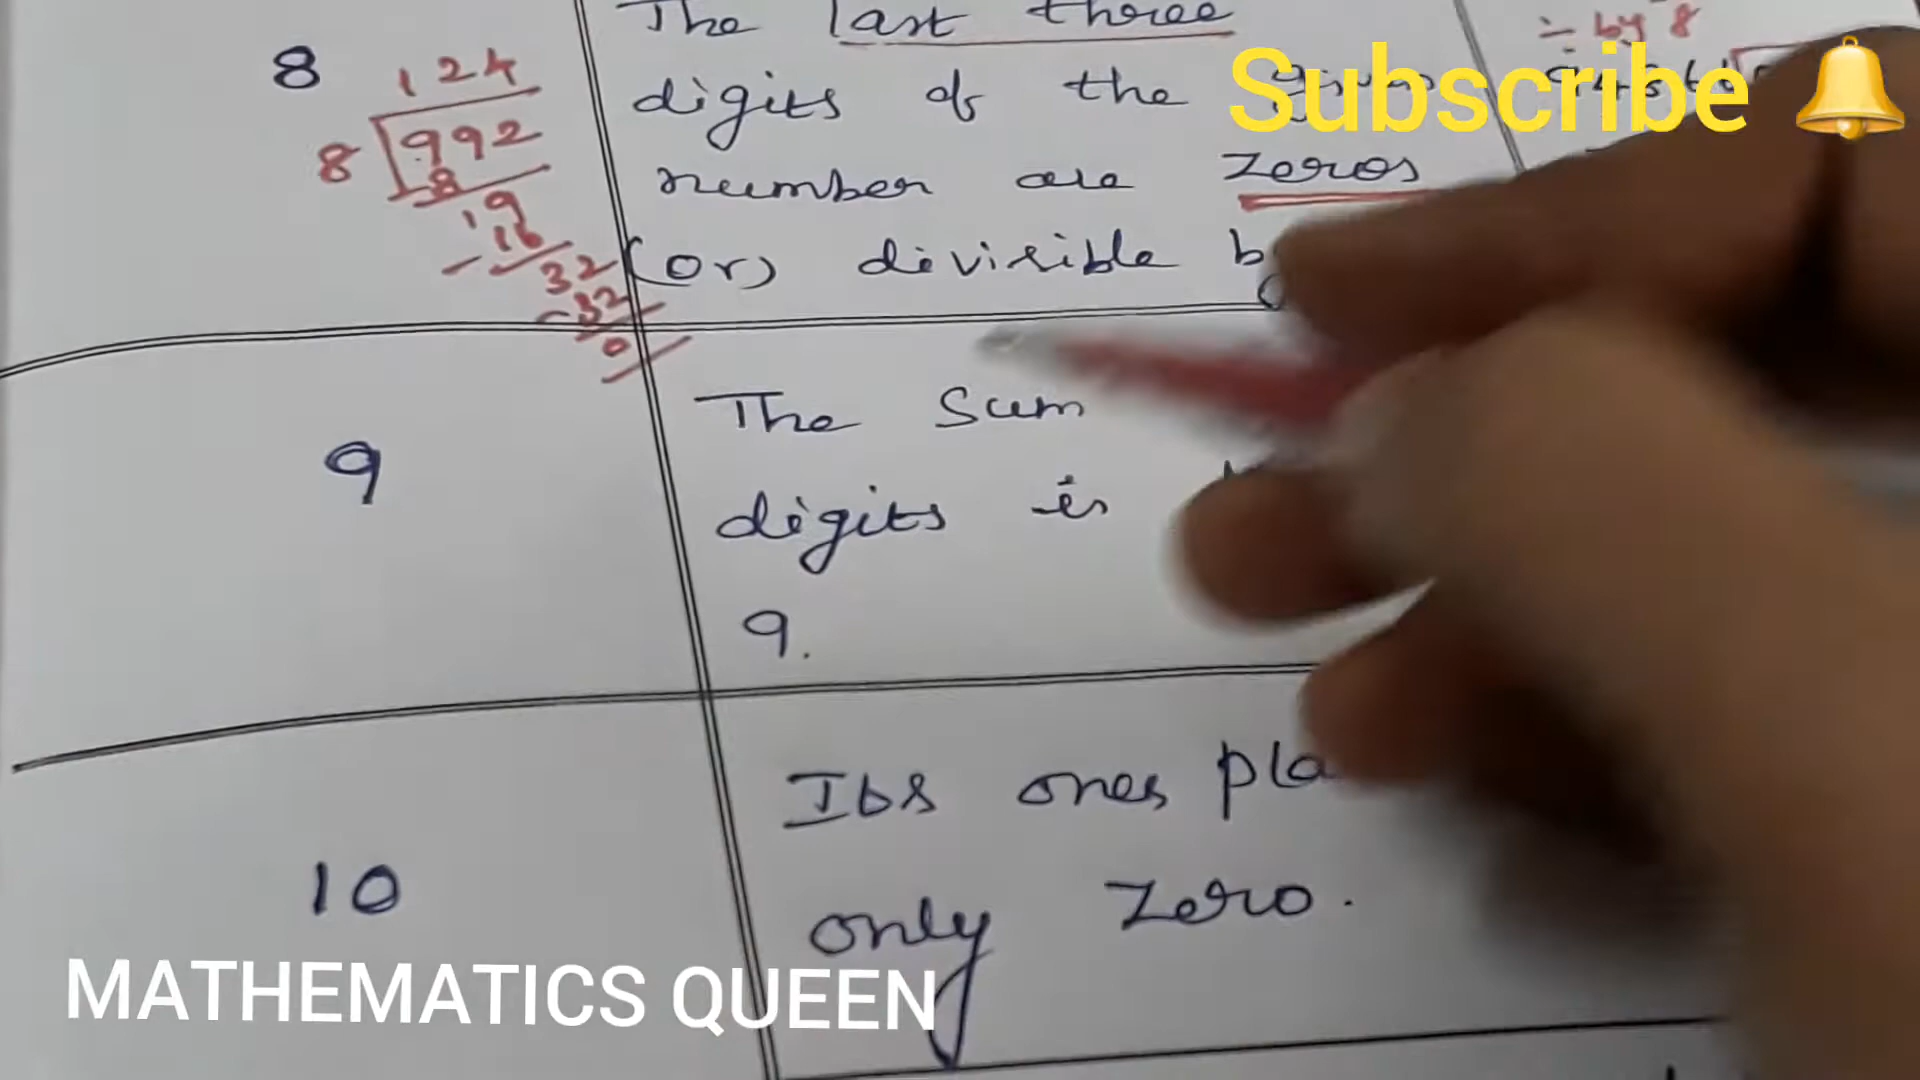 8
124
8 992
8
19
- 16
32
- 32
0
The last three
digits of the
number are zeros
(or) divisible
÷ by 8
Subscribe
9
The Sum
digits is
9.
10
Its ones
only Zero.
MATHEMATICS QUEEN